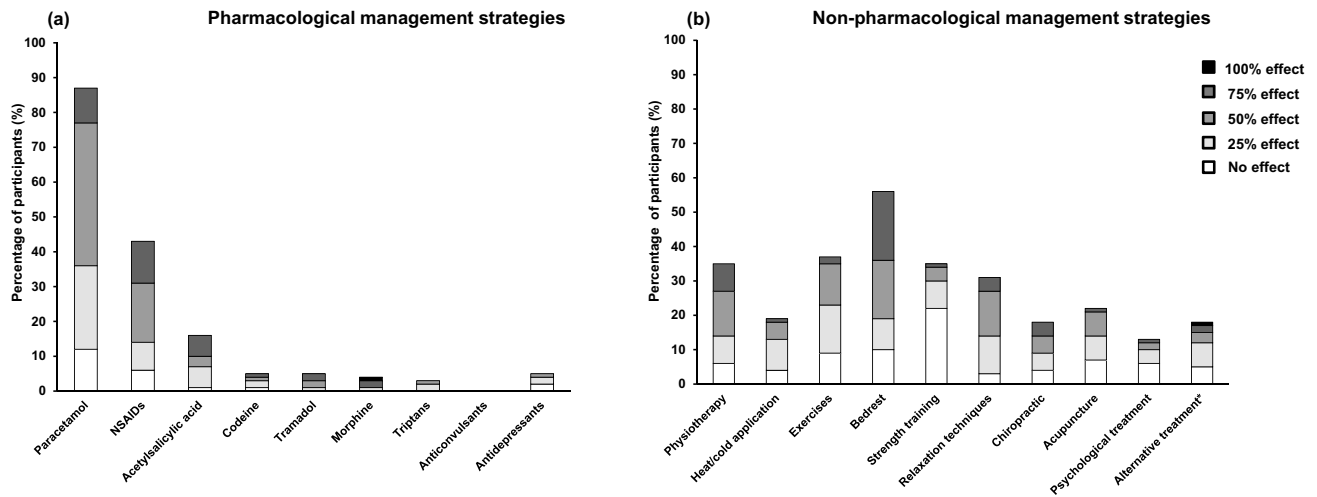 (a) Pharmacological management strategies
Percentage of participants (%)
100
90
80
70
60
50
40
30
20
10
0
Paracetamol
NSAIDs
Acetylsalicylic acid
Codeine
Tramadol
Morphine
Triptans
Anticonvulsants
Antidepressants
(b) Non-pharmacological management strategies
Percentage of participants (%)
100
90
80
70
60
50
40
30
20
10
0
Physiotherapy
Heat/cold application
Exercises
Bedrest
Strength training
Relaxation techniques
Chiropractic
Acupuncture
Psychological treatment
Alternative treatment*
100% effect
75% effect
50% effect
25% effect
No effect